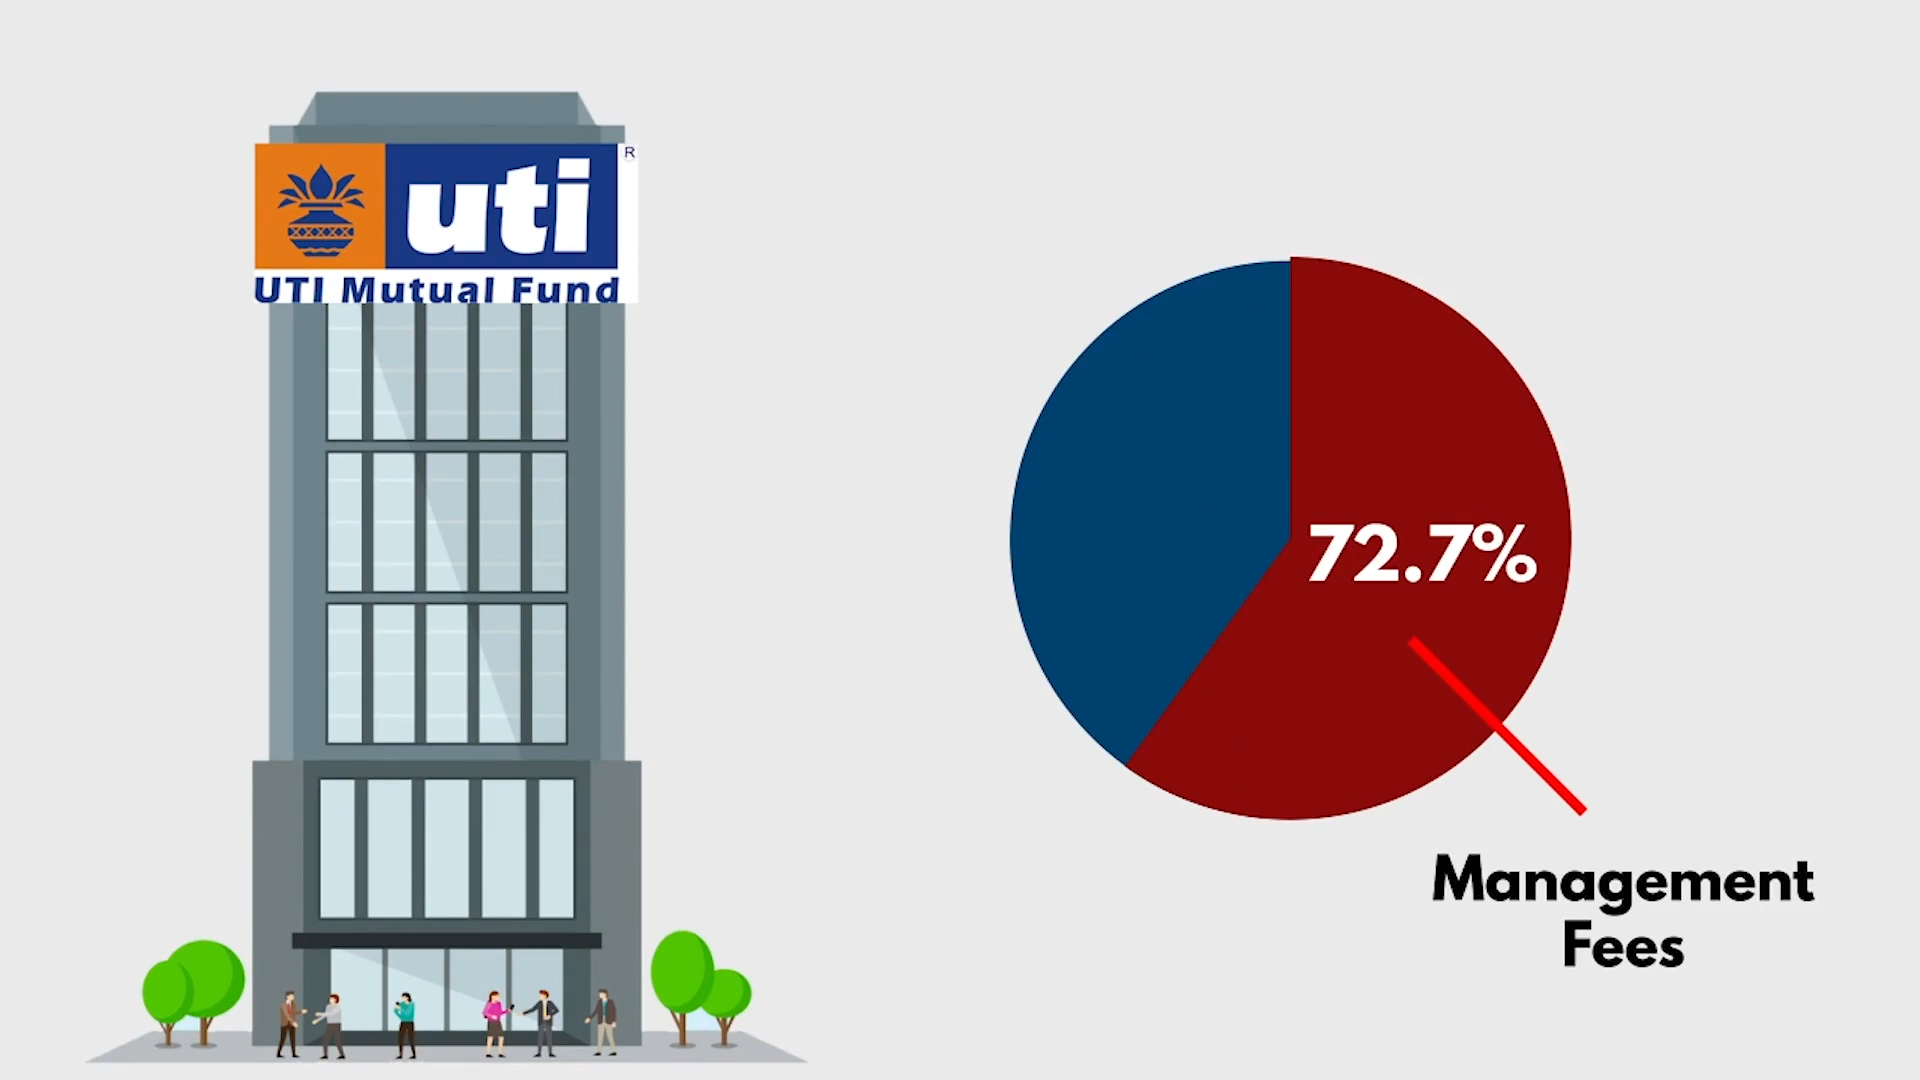 uti
R
UTI Mutual Fund
72.7%
Management
Fees